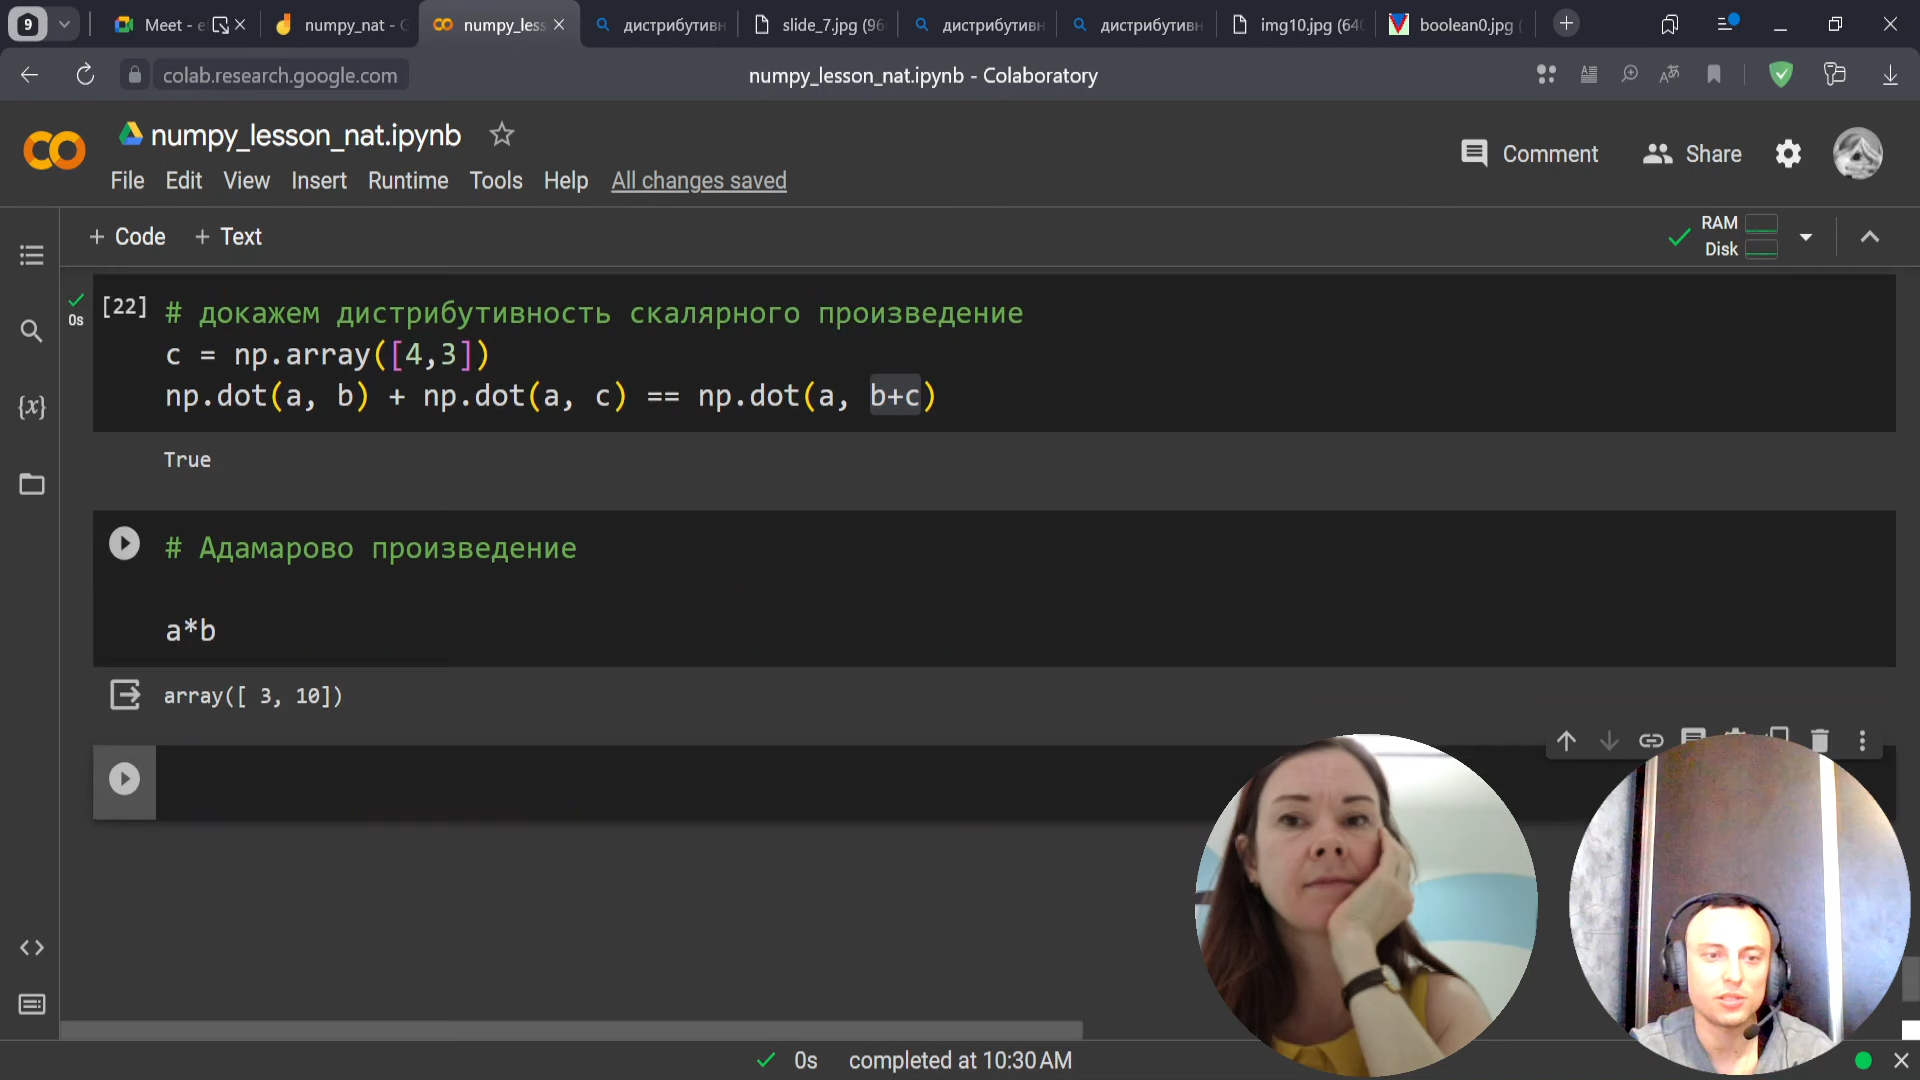 9
Meet - e
numpy_nat - G
numpy_less
дистрибутивн
slide_7.jpg (96
дистрибутивн
дистрибутивн
img10.jpg (640
boolean0.jpg (
colab.research.google.com
numpy_lesson_nat.ipynb - Colaboratory
numpy_lesson_nat.ipynb
Comment
Share
File Edit View Insert Runtime Tools Help All changes saved
+ Code + Text
RAM
Disk
0s
[22] # докажем дистрибутивность скалярного произведение
c = np.array([4,3])
np.dot(a, b) + np.dot(a, c) == np.dot(a, b+c)
True
{x}
# Адамарово произведение
a*b
array([ 3, 10])
0s completed at 10:30 AM